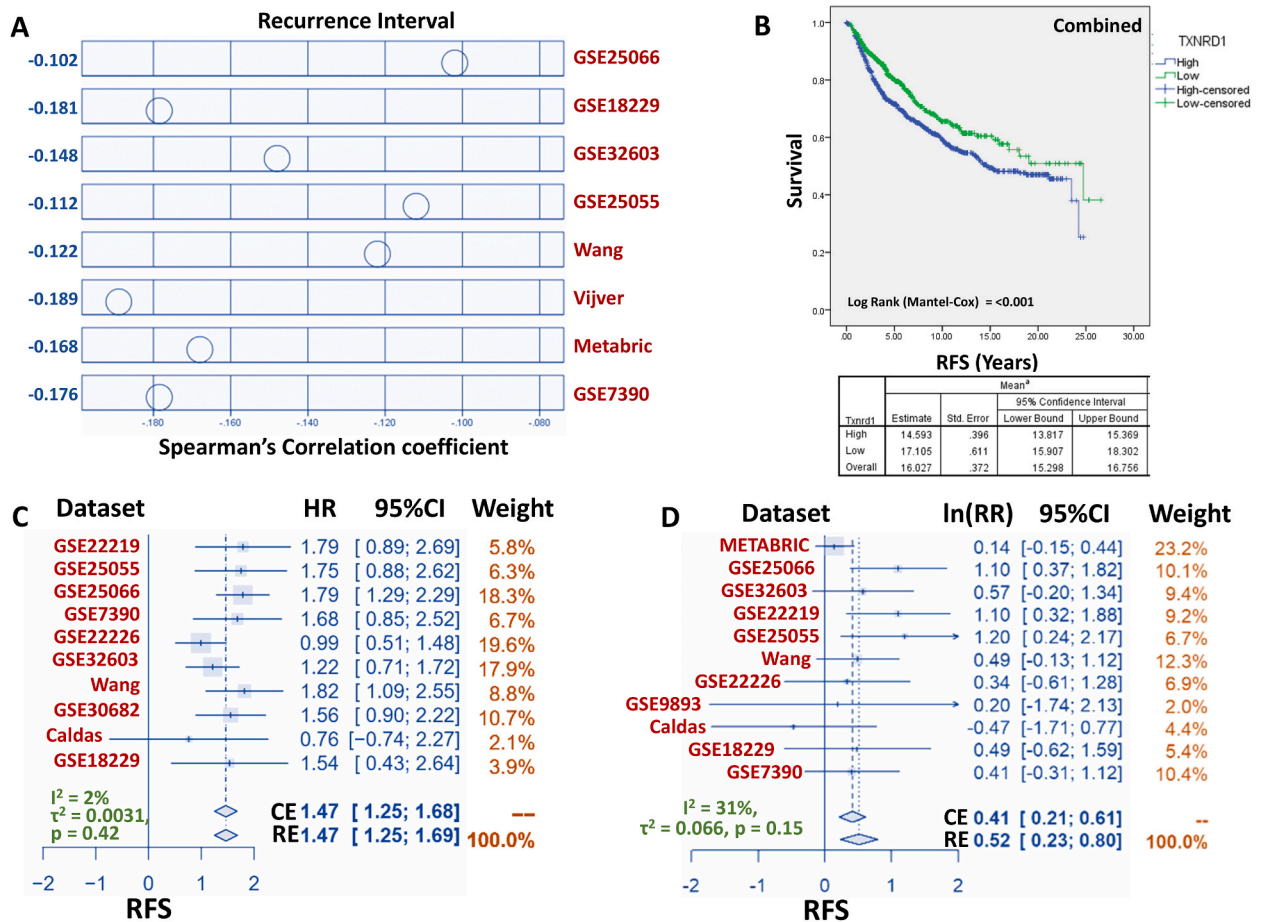 A
Recurrence Interval
-0.102 GSE25066
-0.181 GSE18229
-0.148 GSE32603
-0.112 GSE25055
-0.122 Wang
-0.189 Vijver
-0.168 Metabric
-0.176 GSE7390
-.180 -.160 -.140 -.120 -.100 -.080
Spearman's Correlation coefficient
B
Combined
TXNRD1
High
Low
High-censored
Low-censored
Survival
1.0
0.8
0.6
0.4
0.2
0.0
Log Rank (Mantel-Cox) = <0.001
.00 5.00 10.00 15.00 20.00 25.00 30.00
RFS (Years)
Meanᵃ
95% Confidence Interval
Txnrd1 Estimate Std. Error Lower Bound Upper Bound
High 14.593 .396 13.817 15.369
Low 17.105 .611 15.907 18.302
Overall 16.027 .372 15.298 16.756
C
Dataset HR 95%CI Weight
GSE22219 1.79 [ 0.89; 2.69] 5.8%
GSE25055 1.75 [ 0.88; 2.62] 6.3%
GSE25066 1.79 [ 1.29; 2.29] 18.3%
GSE7390 1.68 [ 0.85; 2.52] 6.7%
GSE22226 0.99 [ 0.51; 1.48] 19.6%
GSE32603 1.22 [ 0.71; 1.72] 17.9%
Wang 1.82 [ 1.09; 2.55] 8.8%
GSE30682 1.56 [ 0.90; 2.22] 10.7%
Caldas 0.76 [−0.74; 2.27] 2.1%
GSE18229 1.54 [ 0.43; 2.64] 3.9%
I² = 2%
τ² = 0.0031,
p = 0.42
CE 1.47 [ 1.25; 1.68] --
RE 1.47 [ 1.25; 1.69] 100.0%
−2 −1 0 1 2
RFS
D
Dataset ln(RR) 95%CI Weight
METABRIC 0.14 [-0.15; 0.44] 23.2%
GSE25066 1.10 [ 0.37; 1.82] 10.1%
GSE32603 0.57 [-0.20; 1.34] 9.4%
GSE22219 1.10 [ 0.32; 1.88] 9.2%
GSE25055 1.20 [ 0.24; 2.17] 6.7%
Wang 0.49 [-0.13; 1.12] 12.3%
GSE22226 0.34 [-0.61; 1.28] 6.9%
GSE9893 0.20 [-1.74; 2.13] 2.0%
Caldas -0.47 [-1.71; 0.77] 4.4%
GSE18229 0.49 [-0.62; 1.59] 5.4%
GSE7390 0.41 [-0.31; 1.12] 10.4%
I² = 31%,
τ² = 0.066, p = 0.15
CE 0.41 [ 0.21; 0.61] --
RE 0.52 [ 0.23; 0.80] 100.0%
-2 -1 0 1 2
RFS